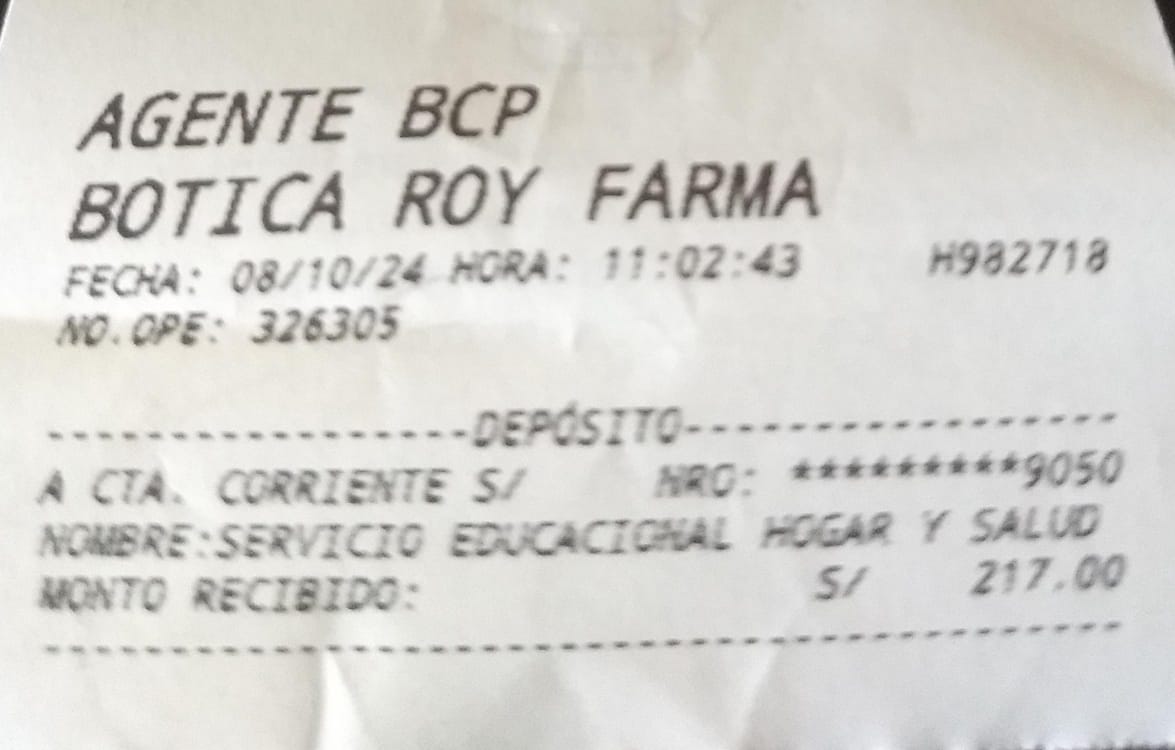 AGENTE BCP
BOTICA ROY FARMA
FECHA: 08/10/24 HORA: 11:02:43 H982718
NO.OPE: 326305
------------------DEPÓSITO------------------
A CTA. CORRIENTE S/ NRO: *********9050
NOMBRE:SERVICIO EDUCACIONAL HOGAR Y SALUD
MONTO RECIBIDO: S/ 217.00
--------------------------------------------